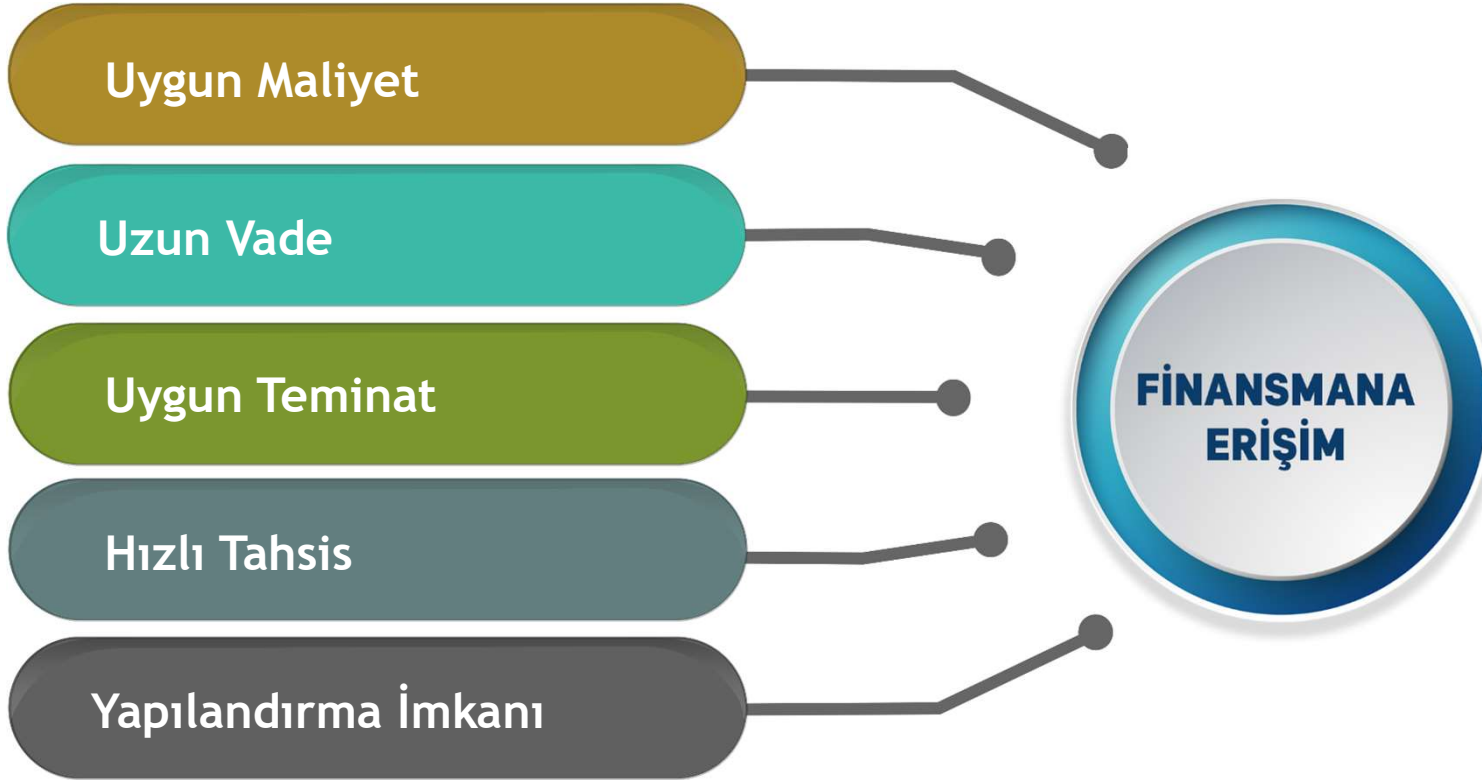 Uygun Maliyet
Uzun Vade
Uygun Teminat
Hızlı Tahsis
Yapılandırma İmkanı
FİNANSMANA
ERİŞİM